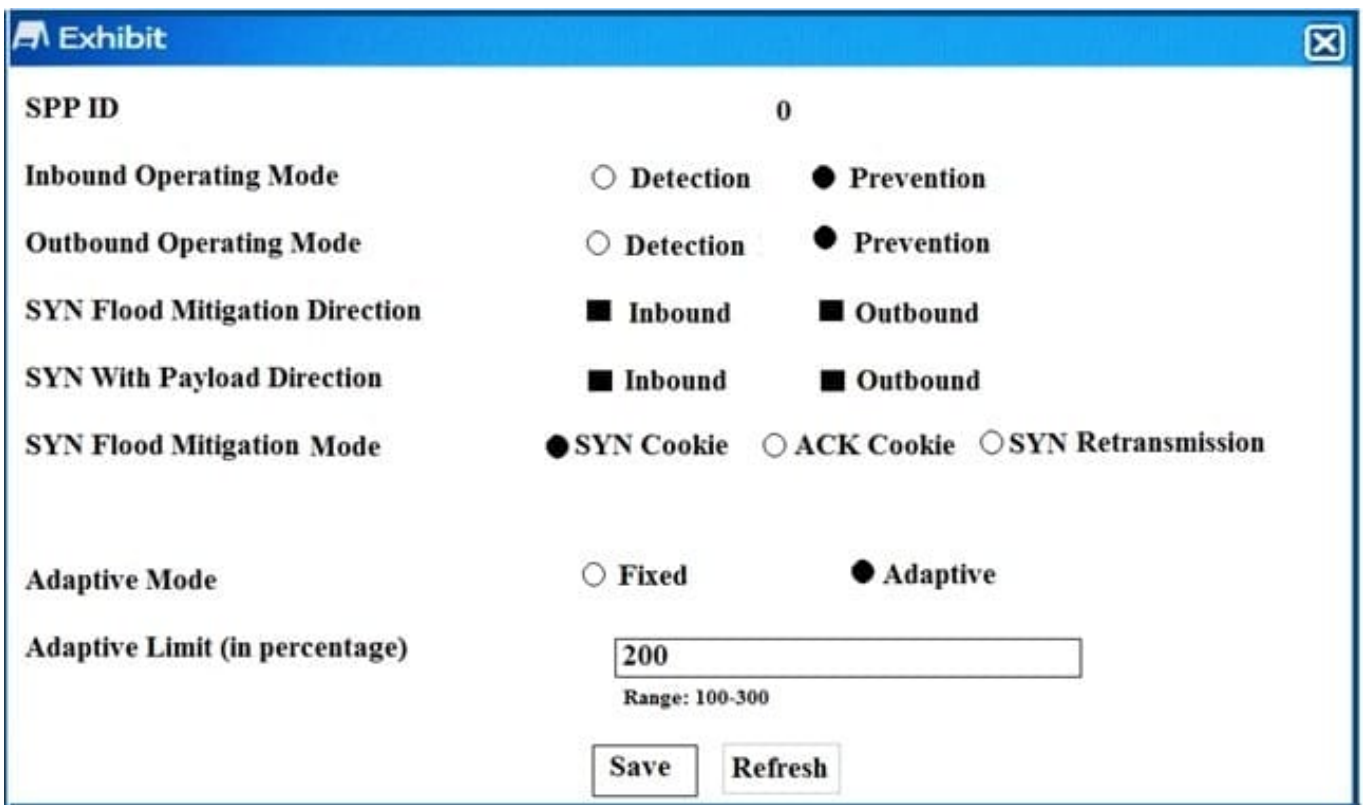 Exhibit
SPP ID 0
Inbound Operating Mode Detection Prevention
Outbound Operating Mode Detection Prevention
SYN Flood Mitigation Direction Inbound Outbound
SYN With Payload Direction Inbound Outbound
SYN Flood Mitigation Mode SYN Cookie ACK Cookie SYN Retransmission
Adaptive Mode Fixed Adaptive
Adaptive Limit (in percentage) 200
Range: 100-300
Save Refresh